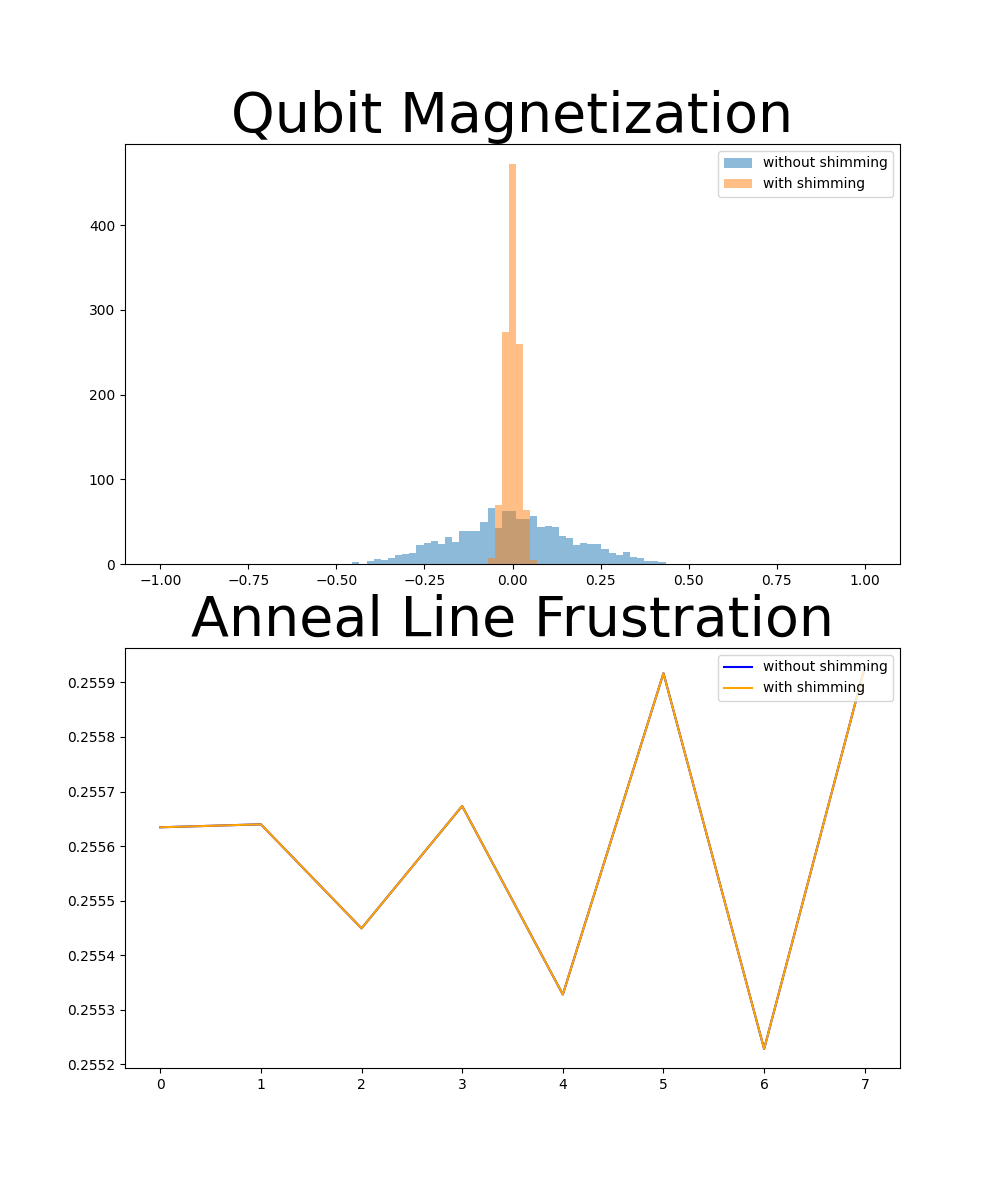 Qubit Magnetization
without shimming
with shimming
400
300
200
100
0
−1.00 −0.75 −0.50 −0.25 0.00 0.25 0.50 0.75 1.00
Anneal Line Frustration
without shimming
with shimming
0.2559
0.2558
0.2557
0.2556
0.2555
0.2554
0.2553
0.2552
0 1 2 3 4 5 6 7